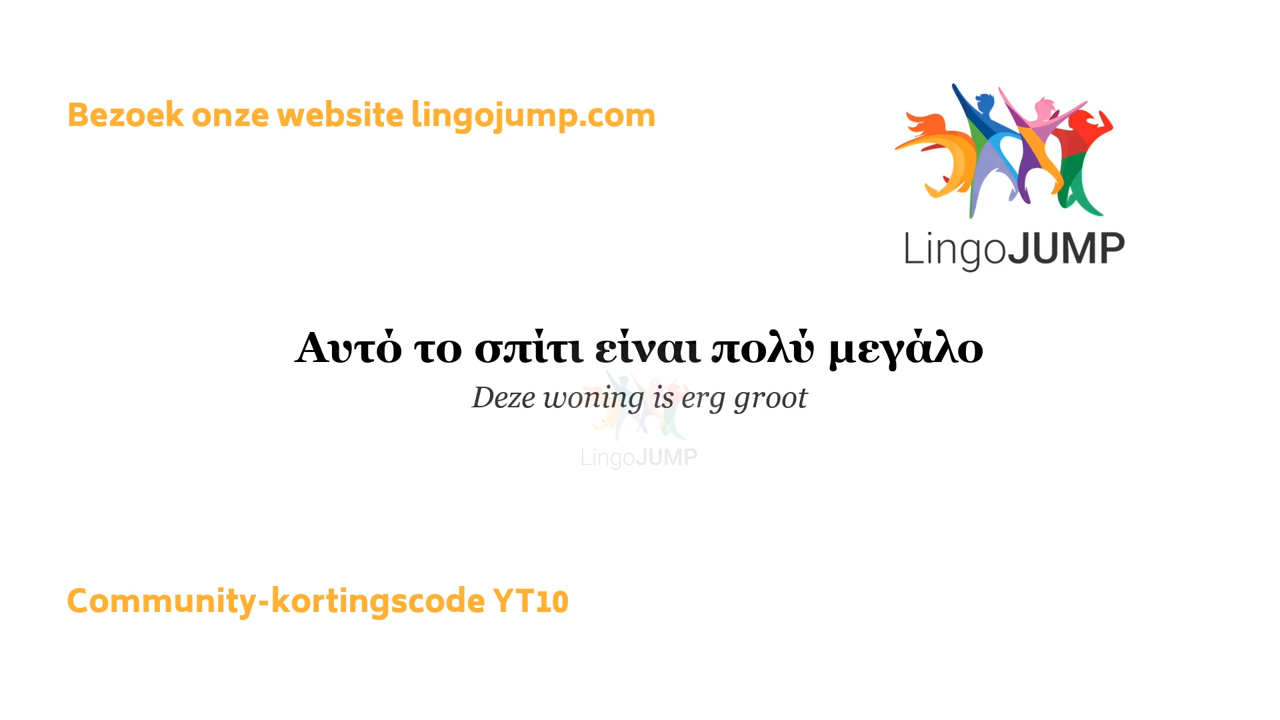 Bezoek onze website lingojump.com
LingoJUMP
Αυτό το σπίτι είναι πολύ μεγάλο
Deze woning is erg groot
LingoJUMP
Community-kortingscode YT10